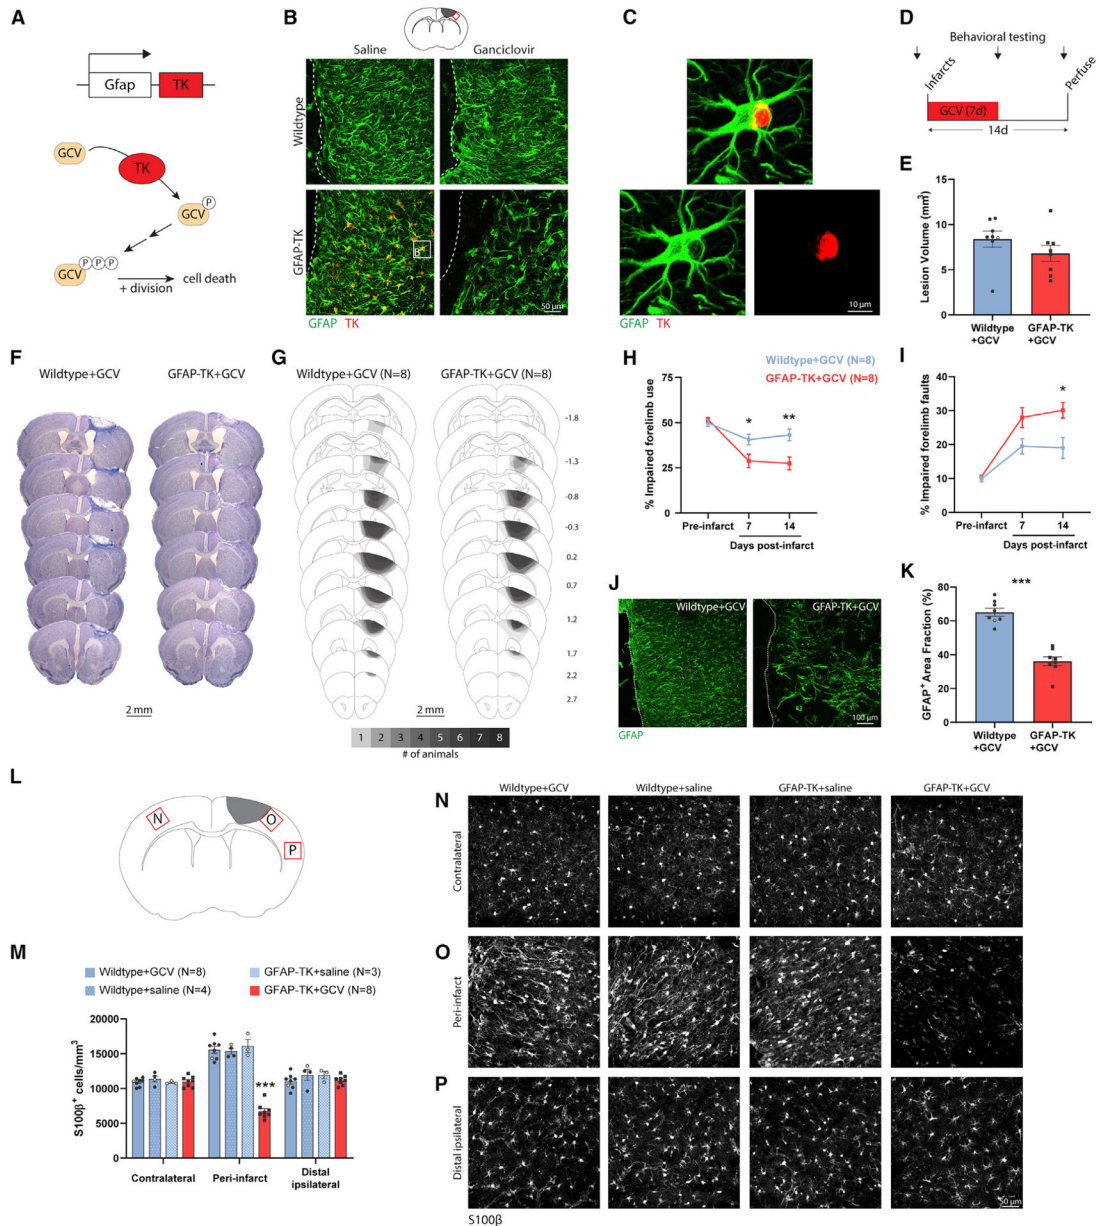 A
Gfap
TK
GCV
TK
GCV
P
GCV
P P P
+ division
cell death
B
Saline
Ganciclovir
Wildtype
GFAP-TK
B'
50 µm
GFAP TK
C
GFAP TK
10 µm
D
Behavioral testing
Infarcts
Perfuse
GCV (7d)
14d
E
Lesion Volume (mm³)
15
10
5
0
Wildtype +GCV
GFAP-TK +GCV
F
Wildtype+GCV
GFAP-TK+GCV
2 mm
G
Wildtype+GCV (N=8)
GFAP-TK+GCV (N=8)
-1.8
-1.3
-0.8
-0.3
0.2
0.7
1.2
1.7
2.2
2.7
2 mm
1 2 3 4 5 6 7 8
# of animals
H
Wildtype+GCV (N=8)
GFAP-TK+GCV (N=8)
% Impaired forelimb use
75
50
25
0
*
**
Pre-infarct 7 14
Days post-infarct
I
% Impaired forelimb faults
40
30
20
10
0
*
Pre-infarct 7 14
Days post-infarct
J
Wildtype+GCV
GFAP-TK+GCV
100 µm
GFAP
K
GFAP⁺ Area Fraction (%)
80
60
40
20
0
***
Wildtype +GCV
GFAP-TK +GCV
L
N
O
P
M
Wildtype+GCV (N=8)
GFAP-TK+saline (N=3)
Wildtype+saline (N=4)
GFAP-TK+GCV (N=8)
S100β⁺ cells/mm³
20000
15000
10000
5000
0
***
Contralateral
Peri-infarct
Distal ipsilateral
Wildtype+GCV
Wildtype+saline
GFAP-TK+saline
GFAP-TK+GCV
N
Contralateral
O
Peri-infarct
P
Distal ipsilateral
50 µm
S100β